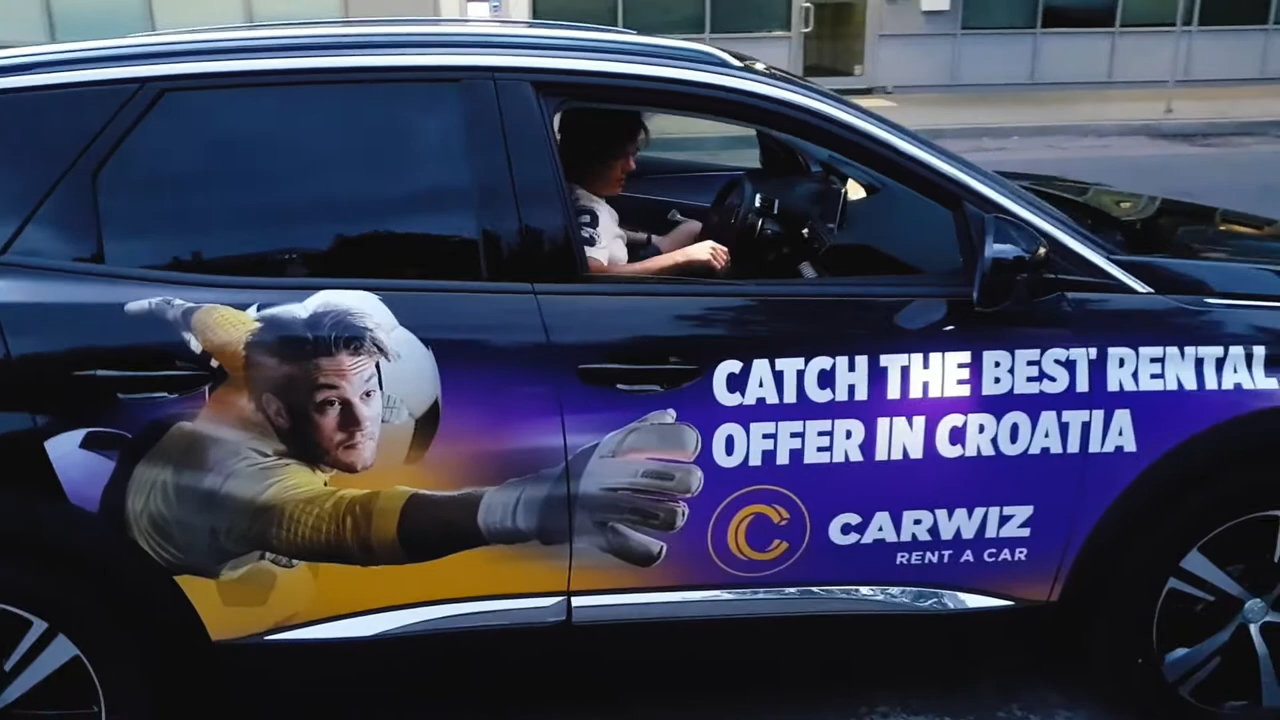 CATCH THE BEST RENTAL
OFFER IN CROATIA
CARWIZ
RENT A CAR